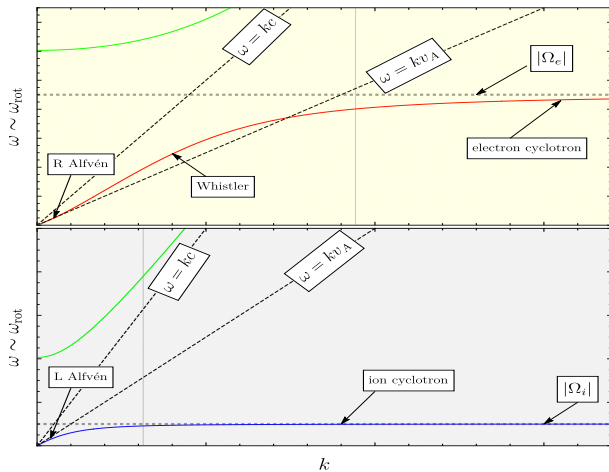 ω = kc
ω = kv_A
|Ω_e|
ω ∼ ω_rot
R Alfvén
Whistler
electron cyclotron
ω = kc
ω = kv_A
ω ∼ ω_rot
L Alfvén
ion cyclotron
|Ω_i|
k